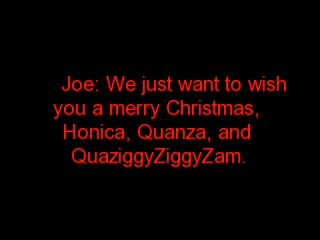 Joe: We just want to wish
you a merry Christmas,
Honica, Quanza, and
QuaziggyZiggyZam.